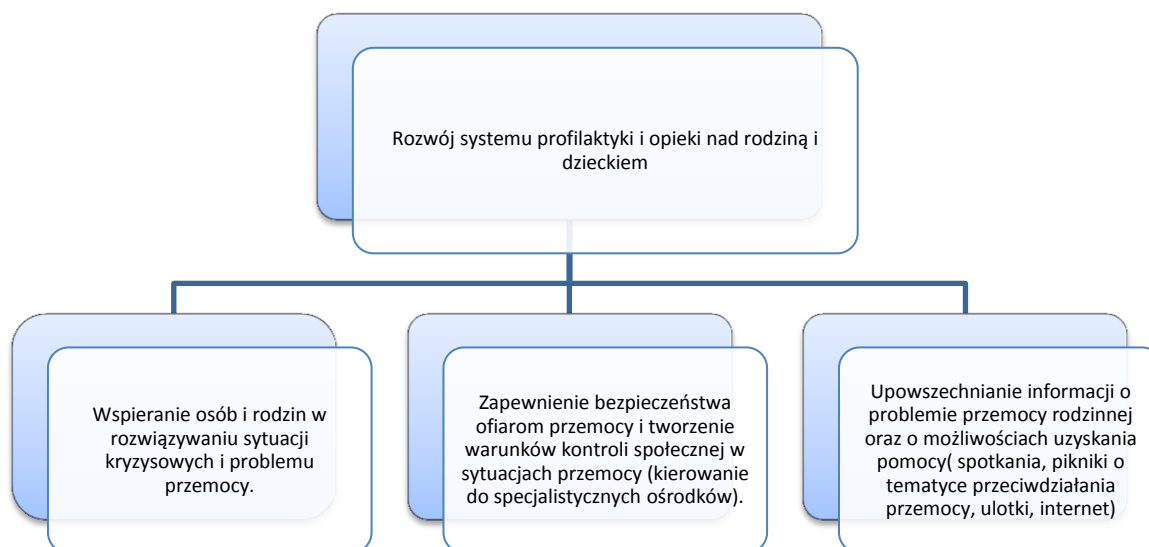 Rozwój systemu profilaktyki i opieki nad rodziną i
dzieckiem
Wspieranie osób i rodzin w
rozwiązywaniu sytuacji
kryzysowych i problemu
przemocy.
Zapewnienie bezpieczeństwa
ofiarom przemocy i tworzenie
warunków kontroli społecznej w
sytuacjach przemocy (kierowanie
do specjalistycznych ośrodków).
Upowszechnianie informacji o
problemie przemocy rodzinnej
oraz o możliwościach uzyskania
pomocy( spotkania, pikniki o
tematyce przeciwdziałania
przemocy, ulotki, internet)